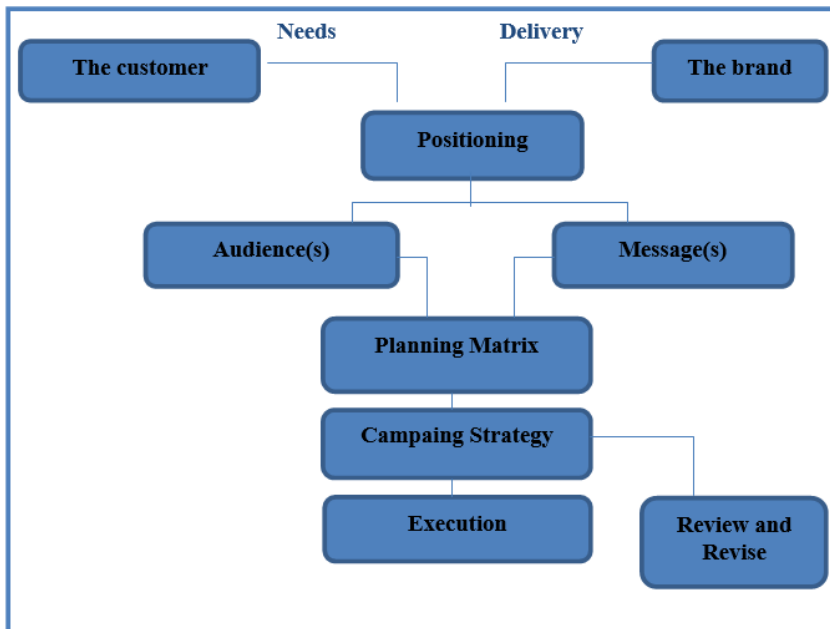 Needs
Delivery
The customer
The brand
Positioning
Audience(s)
Message(s)
Planning Matrix
Campaing Strategy
Execution
Review and
Revise